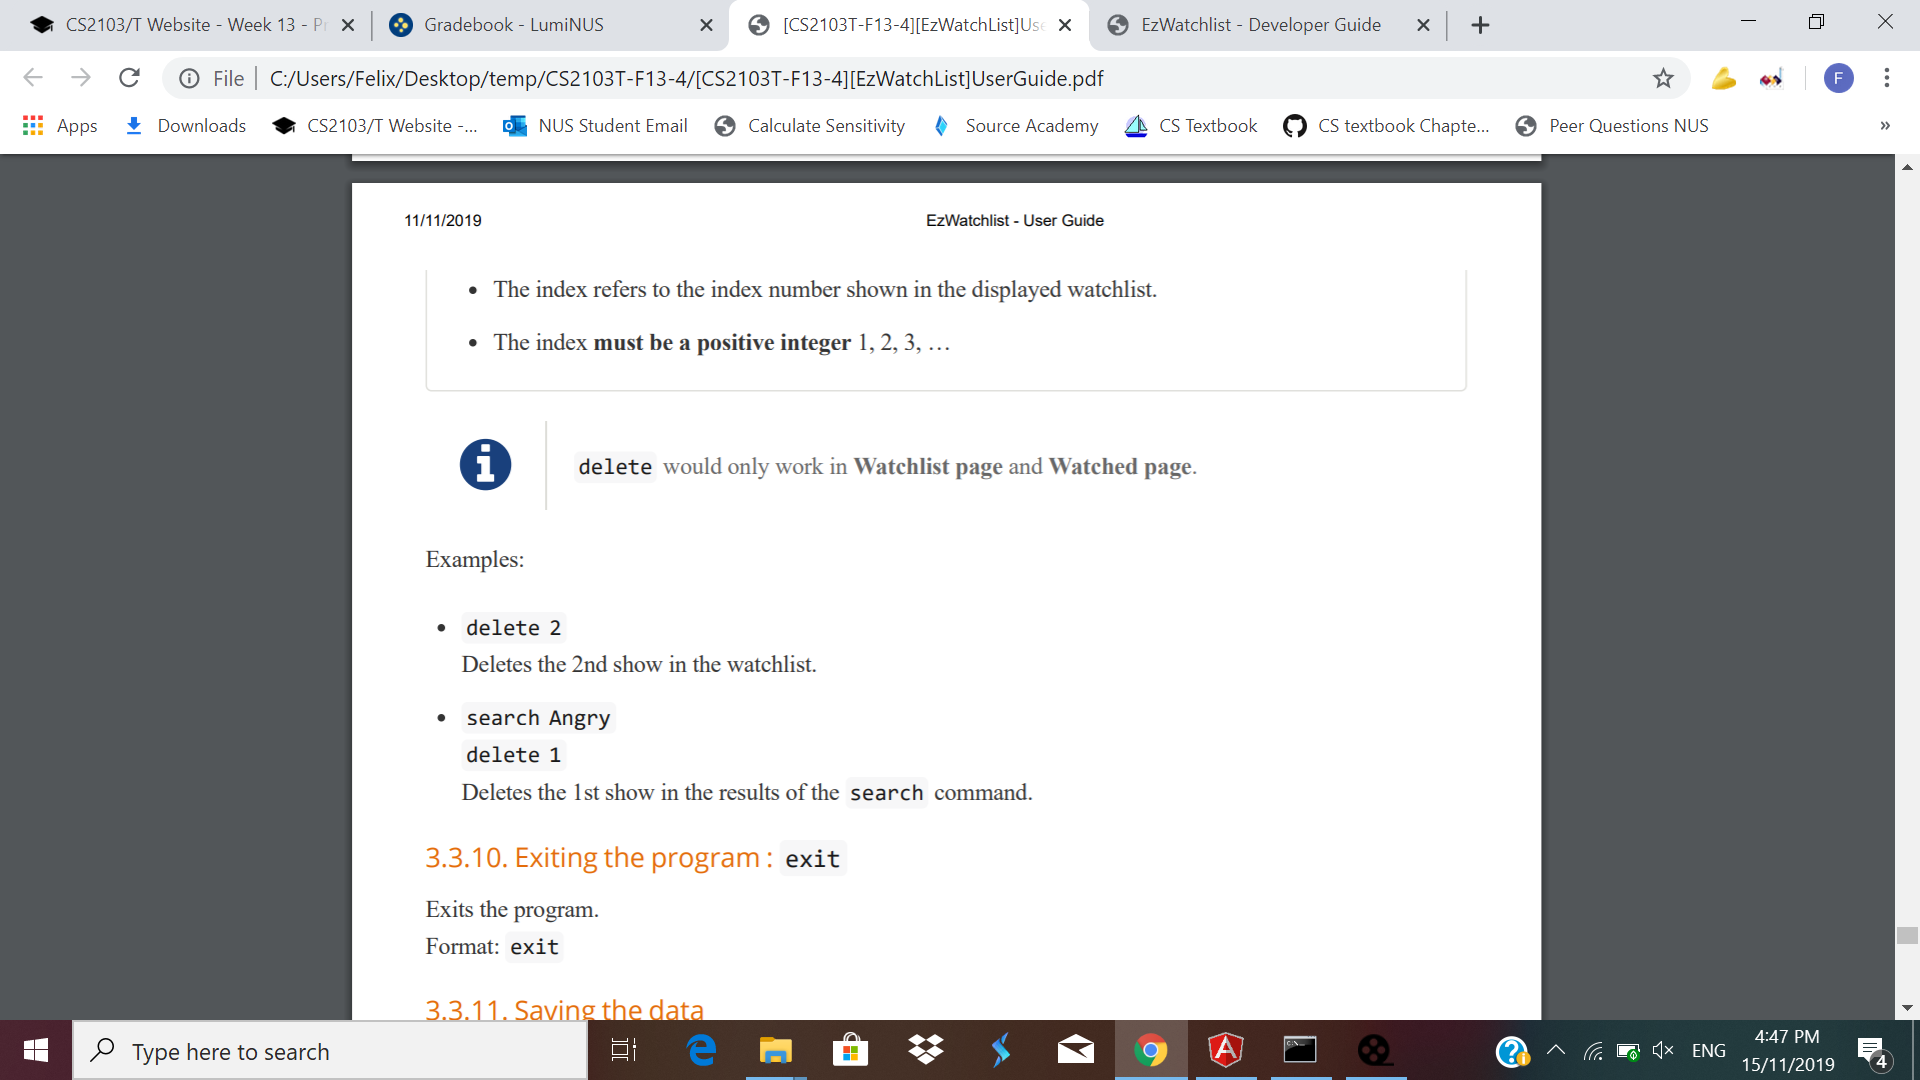 CS2103/T Website - Week 13 - Pr
Gradebook - LumiNUS
[CS2103T-F13-4][EzWatchList]Use
EzWatchlist - Developer Guide
File
C:/Users/Felix/Desktop/temp/CS2103T-F13-4/[CS2103T-F13-4][EzWatchList]UserGuide.pdf
F
Apps
Downloads
CS2103/T Website -...
NUS Student Email
Calculate Sensitivity
Source Academy
CS Textbook
CS textbook Chapte...
Peer Questions NUS
»
11/11/2019
EzWatchlist - User Guide
• The index refers to the index number shown in the displayed watchlist.
• The index must be a positive integer 1, 2, 3, …
delete would only work in Watchlist page and Watched page.
Examples:
• delete 2
Deletes the 2nd show in the watchlist.
• search Angry
delete 1
Deletes the 1st show in the results of the search command.
3.3.10. Exiting the program : exit
Exits the program.
Format: exit
3.3.11. Saving the data
Type here to search
ENG
4:47 PM
15/11/2019
4